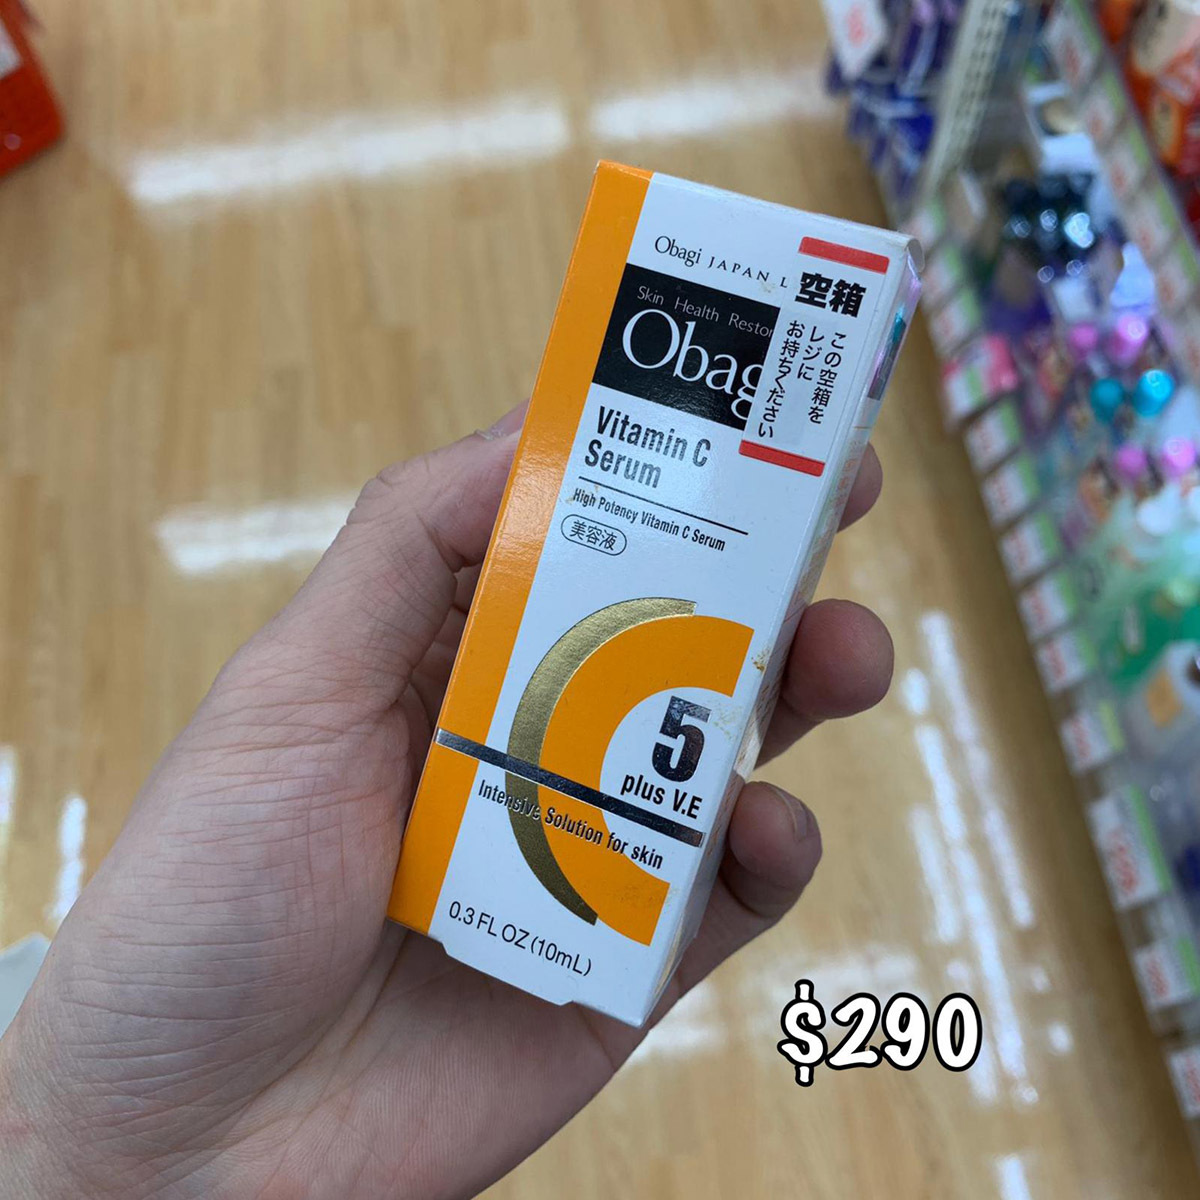 Obagi JAPAN L
Skin Health Restor
Obag
空箱
この空箱を
レジに
お持ちください
Vitamin C
Serum
High Potency Vitamin C Serum
美容液
5
plus V.E
Intensive Solution for skin
0.3 FL OZ (10mL)
$290